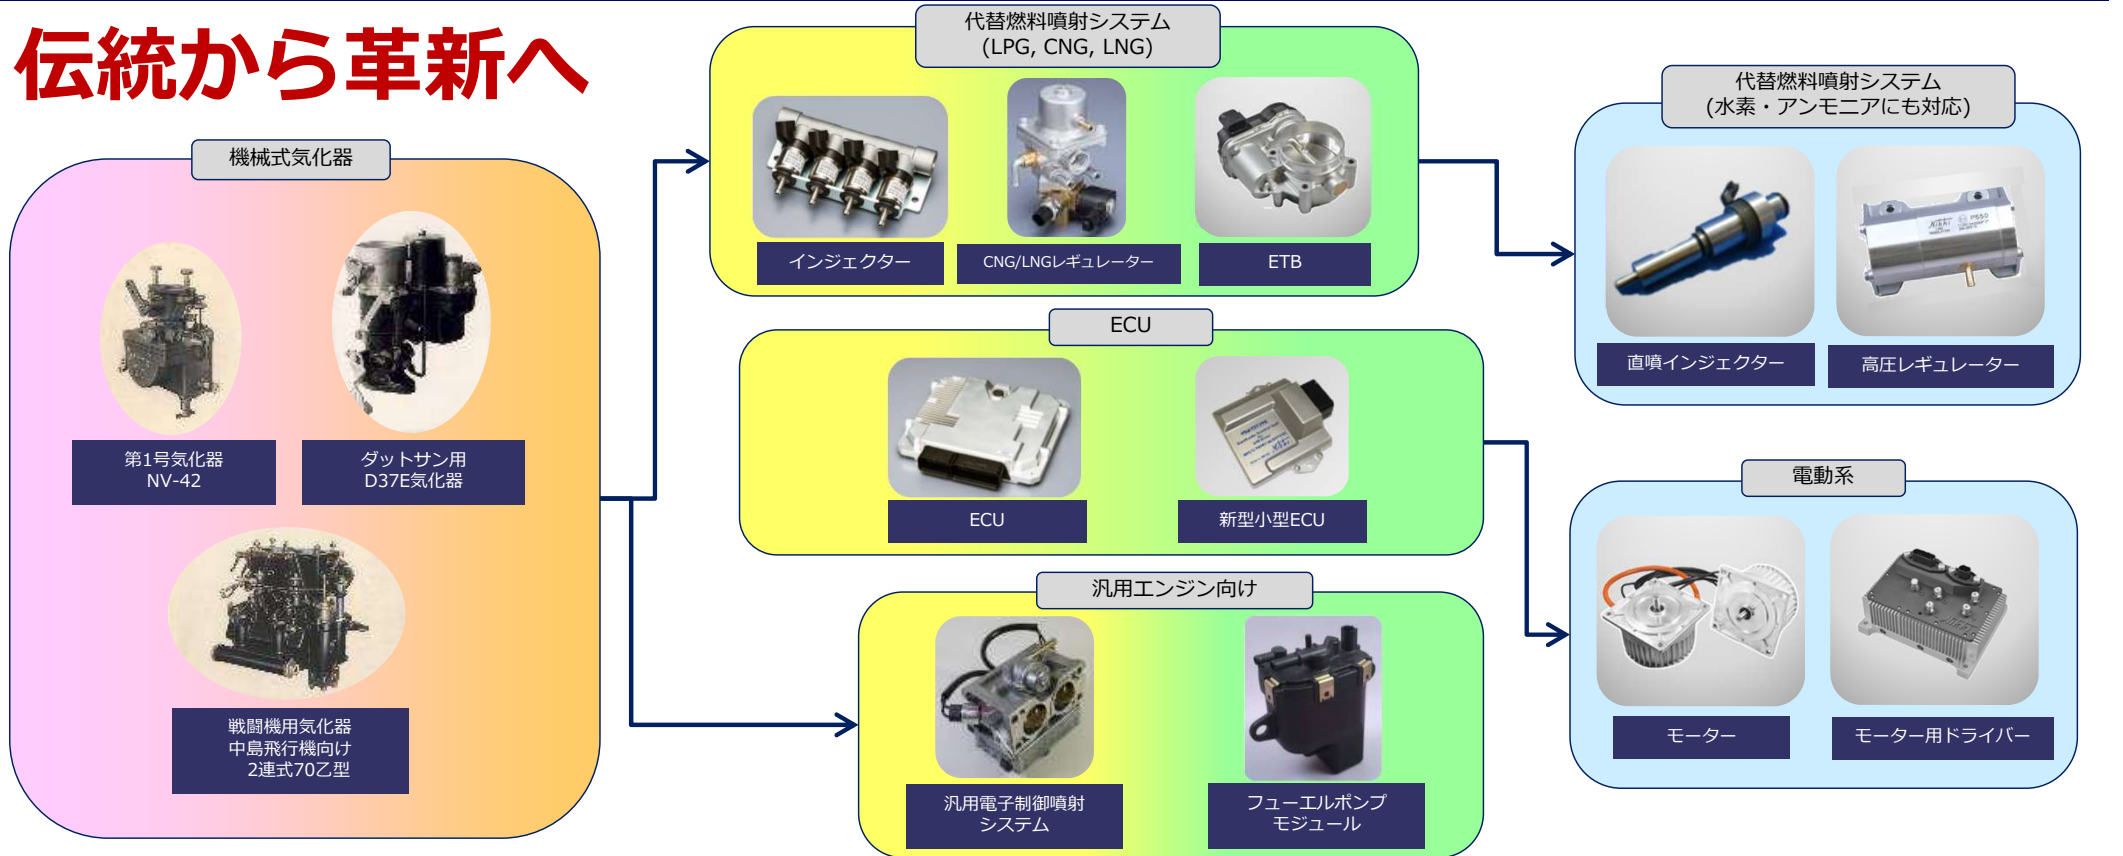 伝統から革新へ
機械式気化器
第1号気化器
NV-42
ダットサン用
D37E気化器
戦闘機用気化器
中島飛行機向け
2連式70乙型
代替燃料噴射システム
(LPG, CNG, LNG)
インジェクター
CNG/LNGレギュレーター
ETB
ECU
ECU
新型小型ECU
汎用エンジン向け
汎用電子制御噴射
システム
フューエルポンプ
モジュール
代替燃料噴射システム
(水素・アンモニアにも対応)
直噴インジェクター
Nikki
高圧レギュレーター
電動系
モーター
モーター用ドライバー